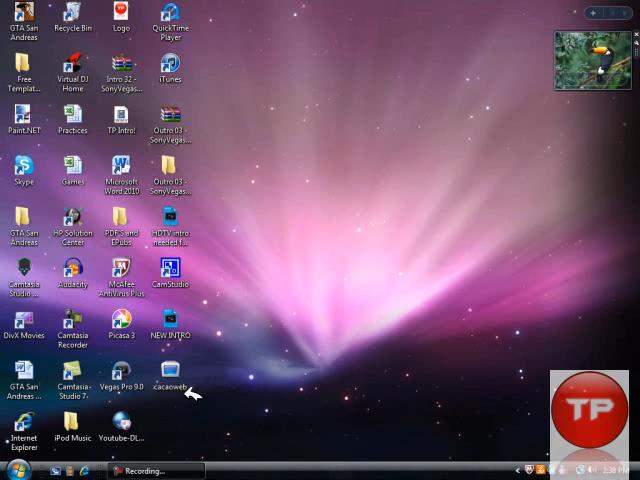 GTA San
Andreas
Recycle Bin
TP
Logo
QuickTime
Player
Free
Templat...
Virtual DJ
Home
Intro 32 -
SonyVegas...
iTunes
Paint.NET
Practices
TP Intro!
Outro 03 -
SonyVegas...
Skype
Games
Microsoft
Word 2010
Outro 03 -
SonyVegas...
GTA San
Andreas
HP Solution
Center
PDF'S and
EPubs
HDTV intro
needed f...
Camtasia
Studio ...
Audacity
McAfee
AntiVirus Plus
CamStudio
DivX Movies
Camtasia
Recorder
Picasa 3
NEW INTRO
GTA San
Andreas ...
Camtasia
Studio 7
Vegas Pro 9.0
cacaoweb
Internet
Explorer
iPod Music
Youtube-DL...
TP
Recording...
2:38 PM